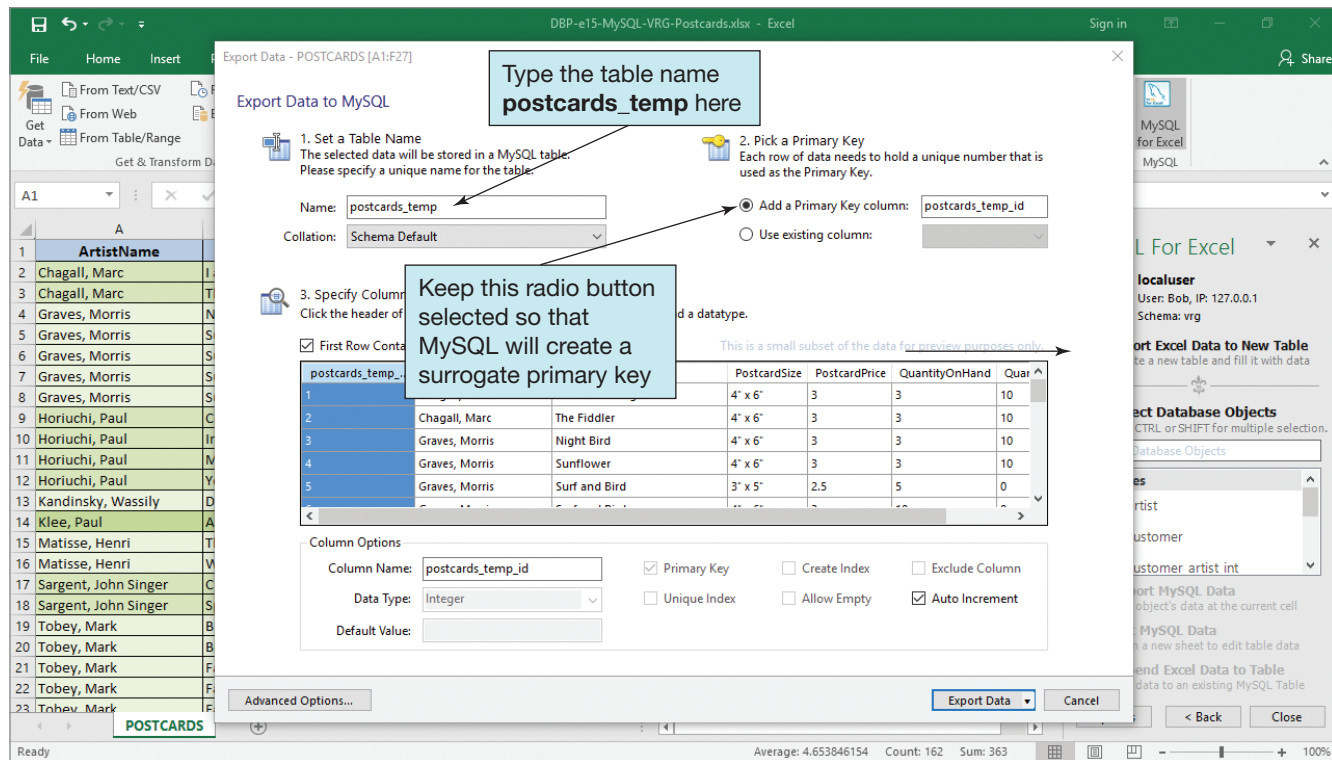 DBP-e15-MySQL-VRG-Postcards.xlsx - Excel
Sign in
File Home Insert
Share
From Text/CSV
From Web
From Table/Range
Get Data
Get & Transform D
MySQL for Excel
MySQL
Export Data - POSTCARDS [A1:F27]
Export Data to MySQL
Type the table name
postcards_temp here
1. Set a Table Name
The selected data will be stored in a MySQL table.
Please specify a unique name for the table.
Name: postcards_temp
Collation: Schema Default
2. Pick a Primary Key
Each row of data needs to hold a unique number that is
used as the Primary Key.
Add a Primary Key column: postcards_temp_id
Use existing column:
Keep this radio button
selected so that
MySQL will create a
surrogate primary key
3. Specify Column
Click the header of
d a datatype.
First Row Conta
This is a small subset of the data for preview purposes only.
postcards_temp_... PostcardSize PostcardPrice QuantityOnHand Quar
1 4" x 6" 3 3 10
2 Chagall, Marc The Fiddler 4" x 6" 3 3 10
3 Graves, Morris Night Bird 4" x 6" 3 3 10
4 Graves, Morris Sunflower 4" x 6" 3 3 10
5 Graves, Morris Surf and Bird 3" x 5" 2.5 5 0
Column Options
Column Name: postcards_temp_id
Primary Key Create Index Exclude Column
Data Type: Integer
Unique Index Allow Empty Auto Increment
Default Value:
Advanced Options...
Export Data
Cancel
A1
A
1 ArtistName
2 Chagall, Marc I
3 Chagall, Marc T
4 Graves, Morris N
5 Graves, Morris S
6 Graves, Morris S
7 Graves, Morris S
8 Graves, Morris S
9 Horiuchi, Paul C
10 Horiuchi, Paul
11 Horiuchi, Paul M
12 Horiuchi, Paul Y
13 Kandinsky, Wassily D
14 Klee, Paul A
15 Matisse, Henri T
16 Matisse, Henri W
17 Sargent, John Singer C
18 Sargent, John Singer S
19 Tobey, Mark B
20 Tobey, Mark B
21 Tobey, Mark F
22 Tobey, Mark F
23 Tobey, Mark F
L For Excel
localuser
User: Bob, IP: 127.0.0.1
Schema: vrg
ort Excel Data to New Table
te a new table and fill it with data
ect Database Objects
CTRL or SHIFT for multiple selection.
Database Objects
es
rtist
ustomer
ustomer artist int
ort MySQL Data
object's data at the current cell
MySQL Data
n a new sheet to edit table data
end Excel Data to Table
data to an existing MySQL Table
s
< Back
Close
POSTCARDS
Ready
Average: 4.653846154 Count: 162 Sum: 363
100%